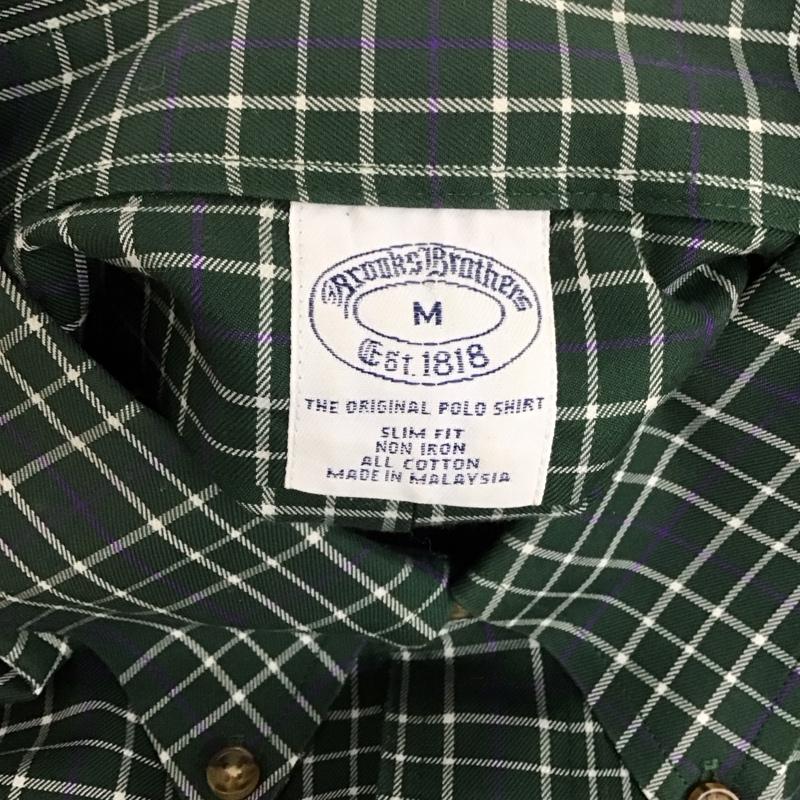 Brooks Brothers
M
Est. 1818
THE ORIGINAL POLO SHIRT
SLIM FIT
NON IRON
ALL COTTON
MADE IN MALAYSIA